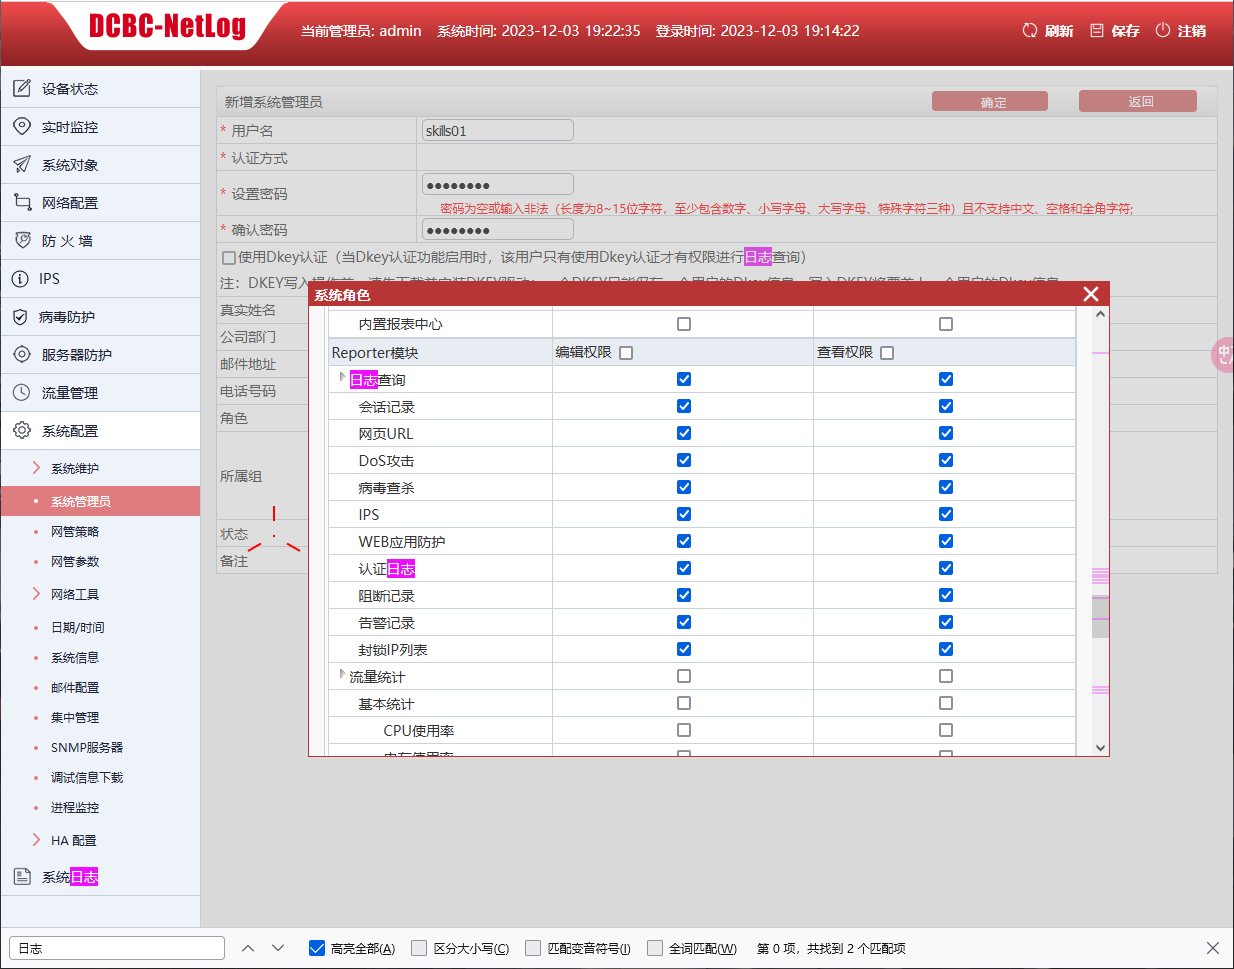 DCBC-NetLog
当前管理员: admin 系统时间: 2023-12-03 19:22:35 登录时间: 2023-12-03 19:14:22
刷新 保存 注销
设备状态
实时监控
系统对象
网络配置
防 火 墙
IPS
病毒防护
服务器防护
流量管理
系统配置
系统维护
系统管理员
网管策略
网管参数
网络工具
日期/时间
系统信息
邮件配置
集中管理
SNMP服务器
调试信息下载
进程监控
HA 配置
系统日志
新增系统管理员 确定 返回
* 用户名 skills01
* 认证方式
* 设置密码 ●●●●●●●●
密码为空或输入非法（长度为8~15位字符，至少包含数字、小写字母、大写字母、特殊字符三种）且不支持中文、空格和全角字符;
* 确认密码 ●●●●●●●●
使用Dkey认证（当Dkey认证功能启用时，该用户只有使用Dkey认证才有权限进行日志查询）
注：DKEY写入
真实姓名
公司部门
邮件地址
电话号码
角色
所属组
状态
备注
系统角色
内置报表中心
Reporter模块 编辑权限 查看权限
日志查询
会话记录
网页URL
DoS攻击
病毒查杀
IPS
WEB应用防护
认证日志
阻断记录
告警记录
封锁IP列表
流量统计
基本统计
CPU使用率
日志 高亮全部(A) 区分大小写(C) 匹配变音符号(I) 全词匹配(W) 第 0 项，共找到 2 个匹配项